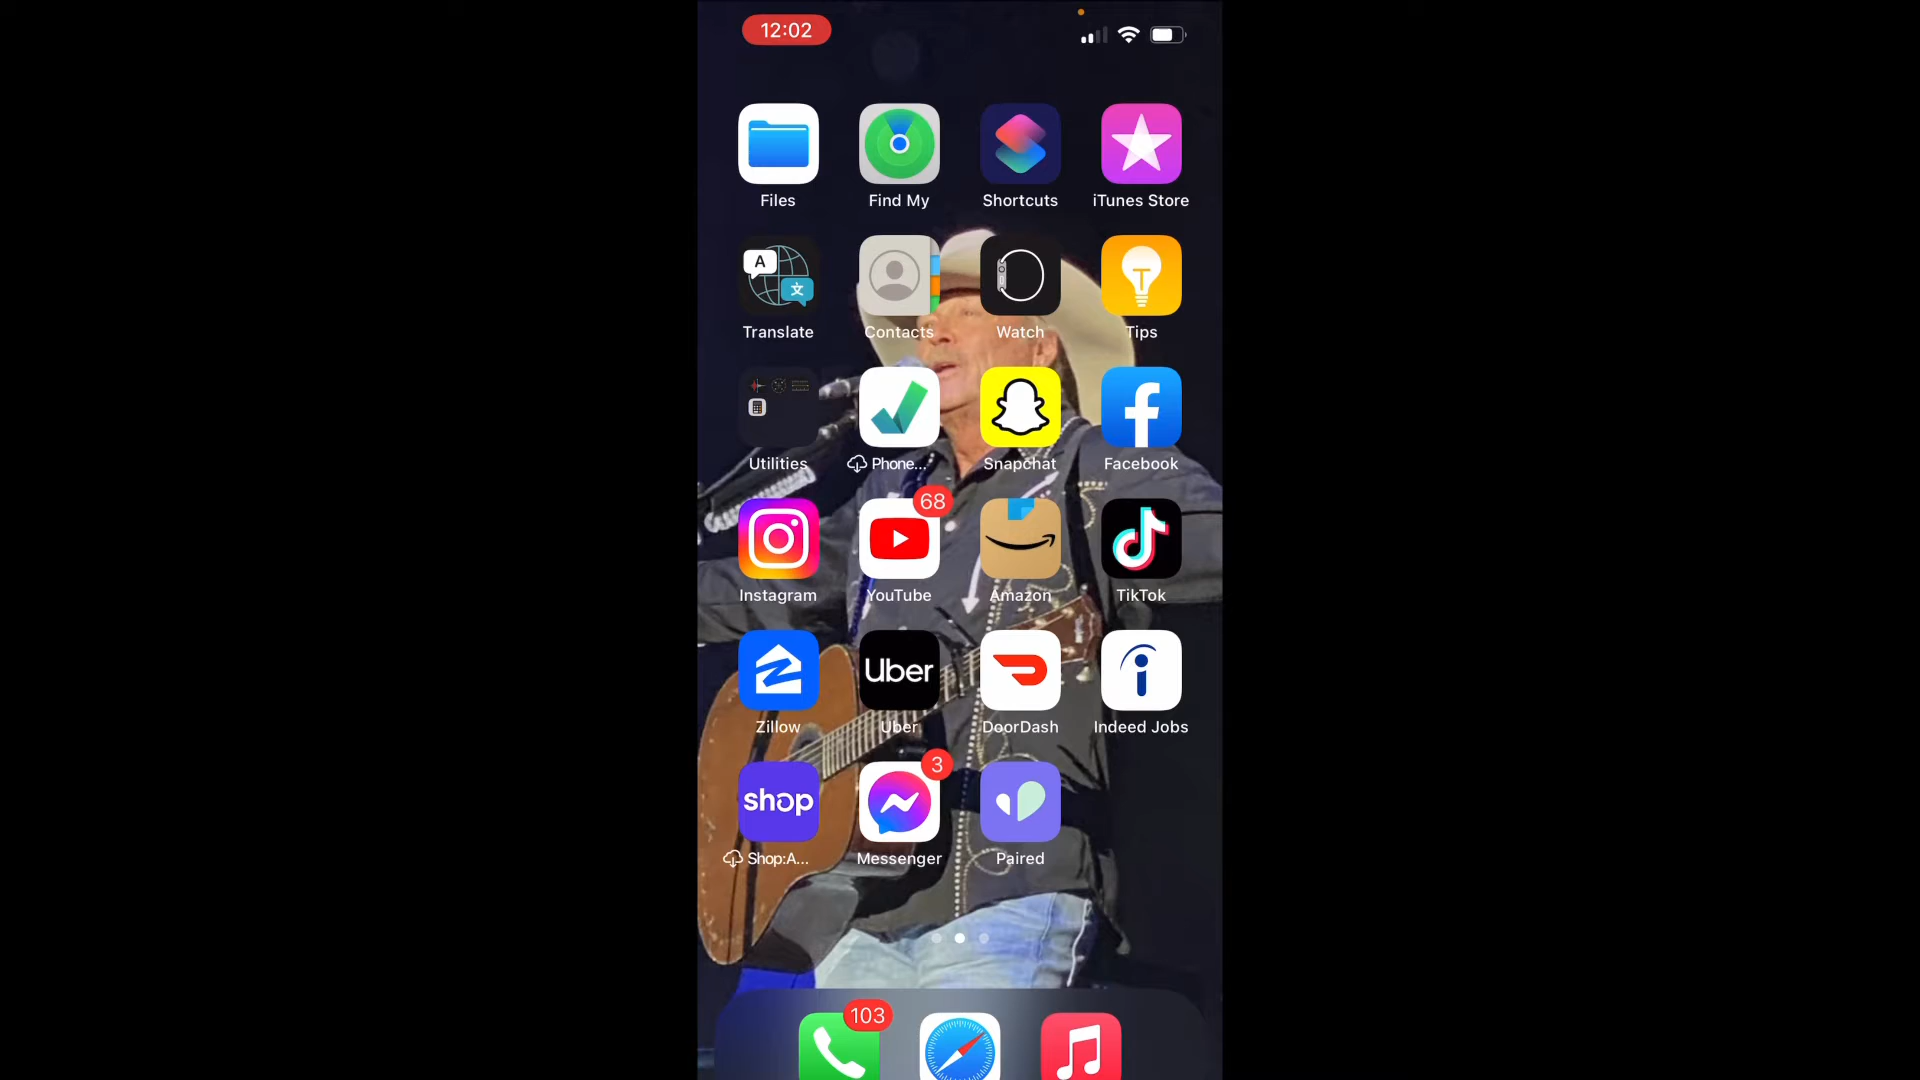 12:02
Files Find My Shortcuts iTunes Store
A 文
Translate Contacts Watch Tips
Utilities Phone... Snapchat Facebook
68
Instagram YouTube Amazon TikTok
Uber
Zillow Uber DoorDash Indeed Jobs
3
shop
Shop:A... Messenger Paired
103